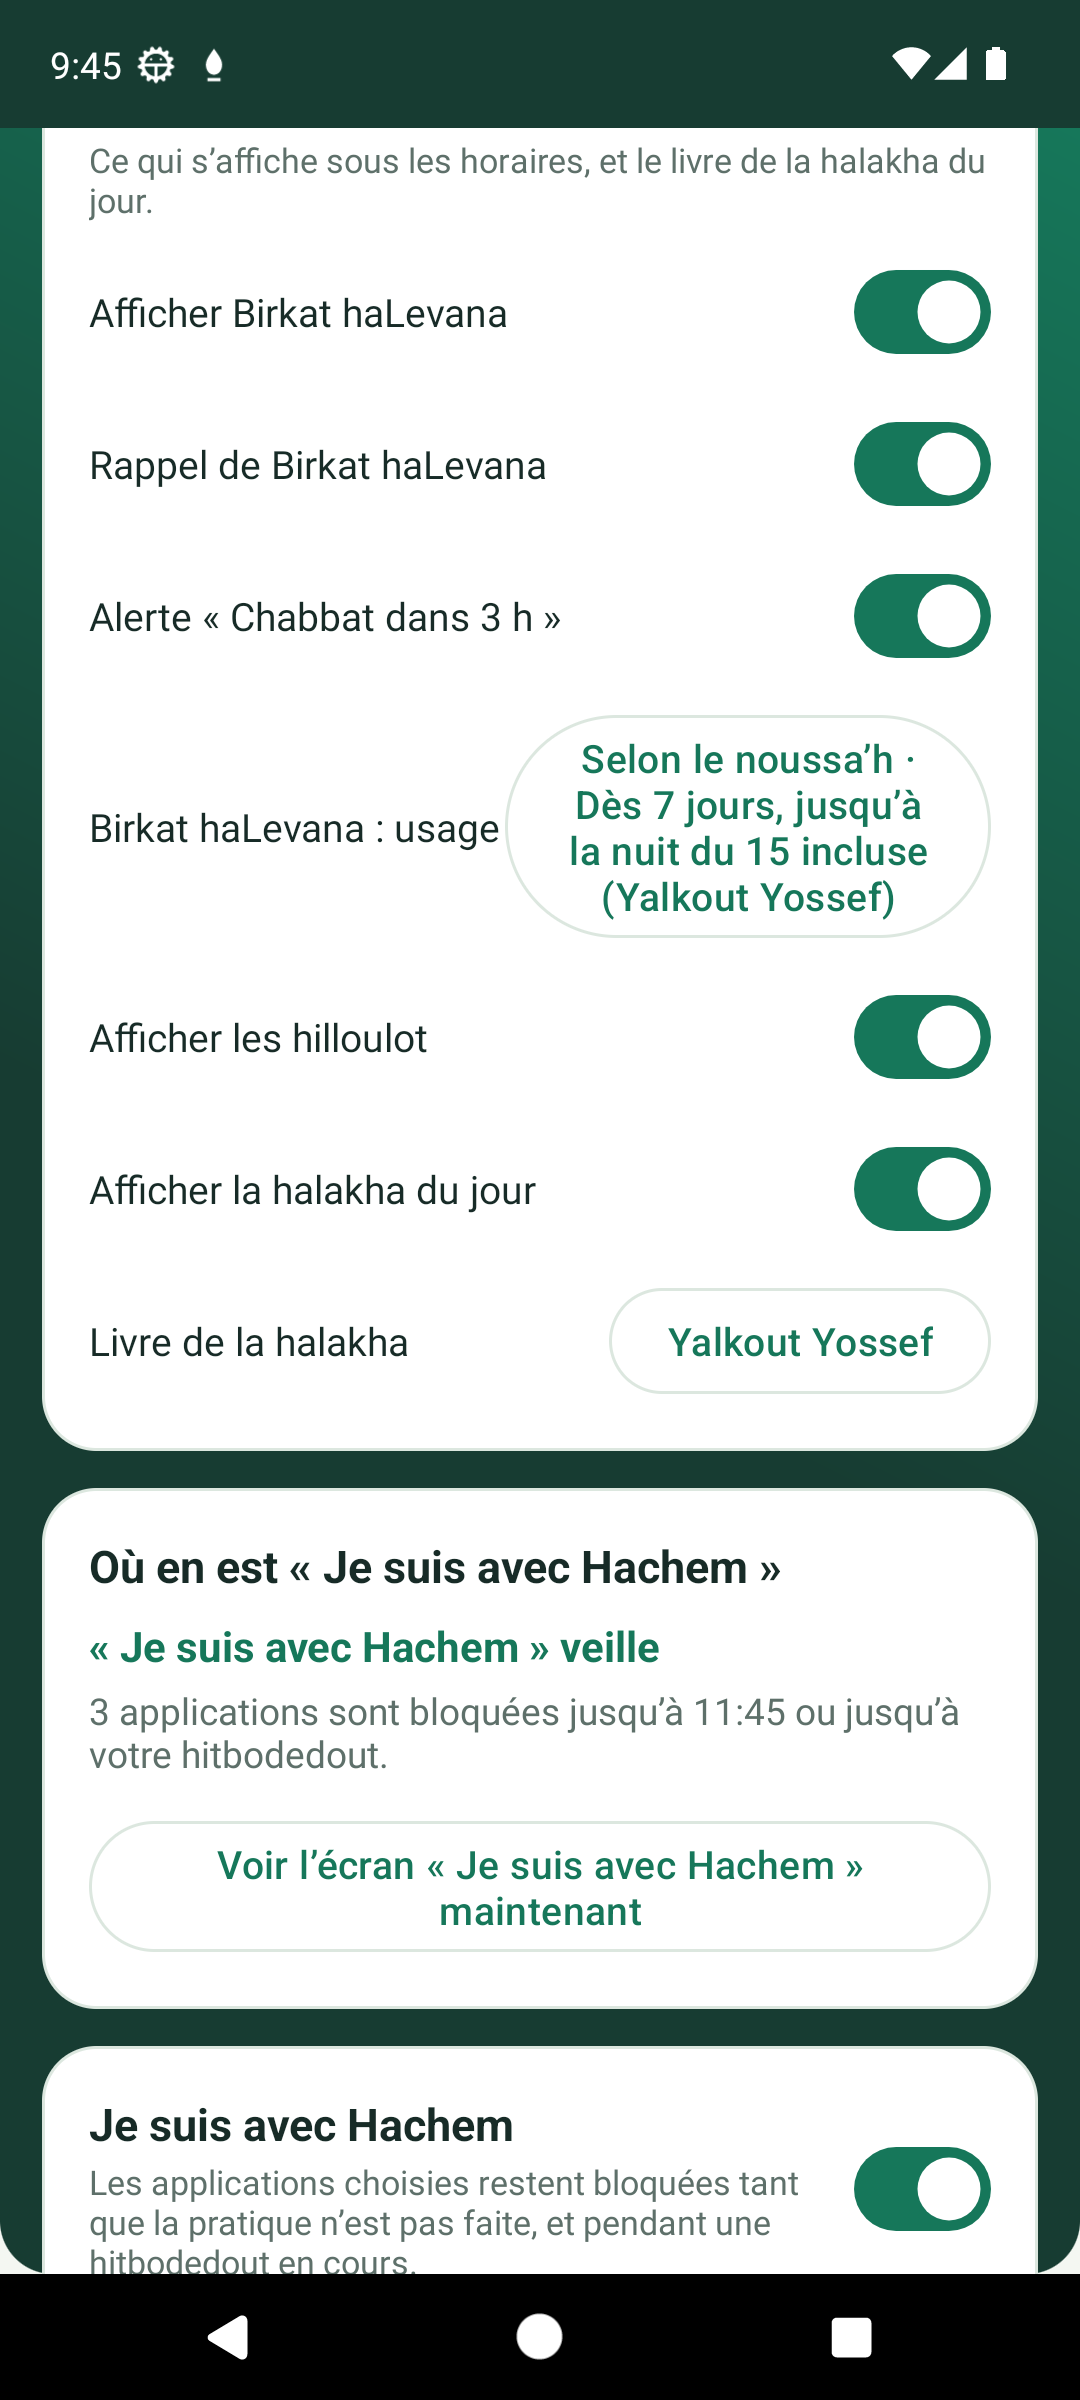 9:45
Ce qui s’affiche sous les horaires, et le livre de la halakha du
jour.
Afficher Birkat haLevana
Rappel de Birkat haLevana
Alerte « Chabbat dans 3 h »
Birkat haLevana : usage
Selon le noussa’h ·
Dès 7 jours, jusqu’à
la nuit du 15 incluse
(Yalkout Yossef)
Afficher les hilloulot
Afficher la halakha du jour
Livre de la halakha
Yalkout Yossef
Où en est « Je suis avec Hachem »
« Je suis avec Hachem » veille
3 applications sont bloquées jusqu’à 11:45 ou jusqu’à
votre hitbodedout.
Voir l’écran « Je suis avec Hachem »
maintenant
Je suis avec Hachem
Les applications choisies restent bloquées tant
que la pratique n’est pas faite, et pendant une
hitbodedout en cours.